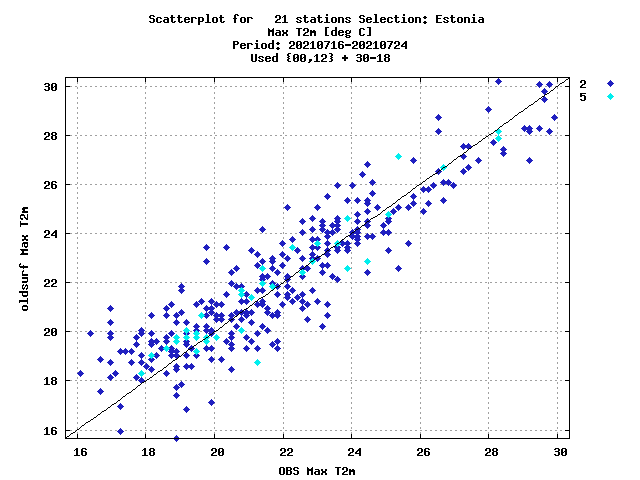 Scatterplot for   21 stations Selection: Estonia
Max T2m [deg C]
Period: 20210716-20210724
Used {00,12} + 30-18
2
5
30
28
26
24
22
20
18
16
oldsurf Max T2m
16 18 20 22 24 26 28 30
OBS Max T2m